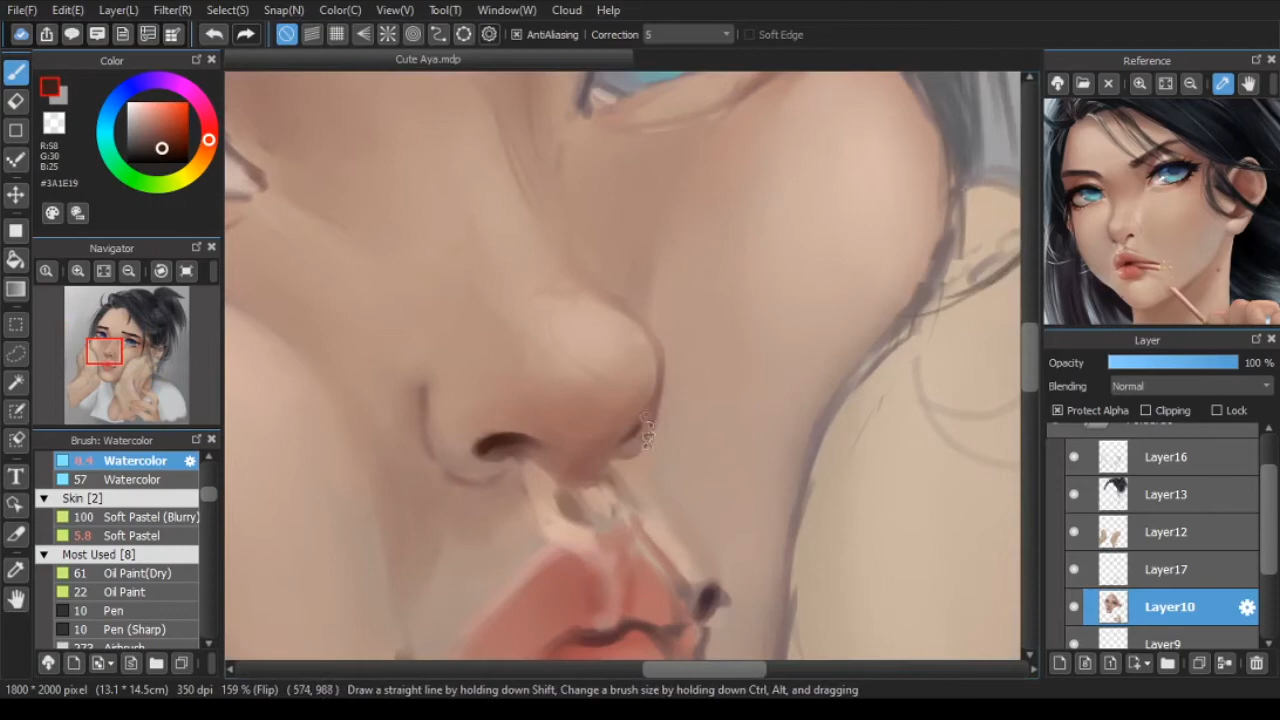 File(F) Edit(E) Layer(L) Filter(R) Select(S) Snap(N) Color(C) View(V) Tool(T) Window(W) Cloud Help
AntiAliasing Correction 5 Soft Edge
Cute Aya.mdp
Color
R:58
G:30
B:25
#3A1E19
Navigator
Brush: Watercolor
8.4 Watercolor
57 Watercolor
Skin [2]
100 Soft Pastel (Blurry)
5.8 Soft Pastel
Most Used [8]
61 Oil Paint(Dry)
22 Oil Paint
10 Pen
10 Pen (Sharp)
273 Airbrush
Reference
Layer
Opacity 100 %
Blending Normal
Protect Alpha Clipping Lock
Layer16
Layer13
Layer12
Layer17
Layer10
Layer9
1800 * 2000 pixel (13.1 * 14.5cm) 350 dpi 159 % (Flip) ( 574, 988 ) Draw a straight line by holding down Shift, Change a brush size by holding down Ctrl, Alt, and dragging